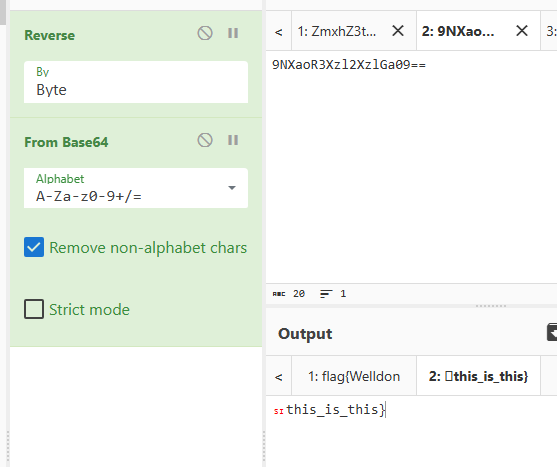 Reverse
By
Byte
From Base64
Alphabet
A-Za-z0-9+/=
Remove non-alphabet chars
Strict mode
< 1: ZmxhZ3t... 2: 9NXao... 3:
9NXaoR3Xzl2XzlGa09==
ABC 20 1
Output
< 1: flag{Welldon 2: this_is_this}
SI this_is_this}